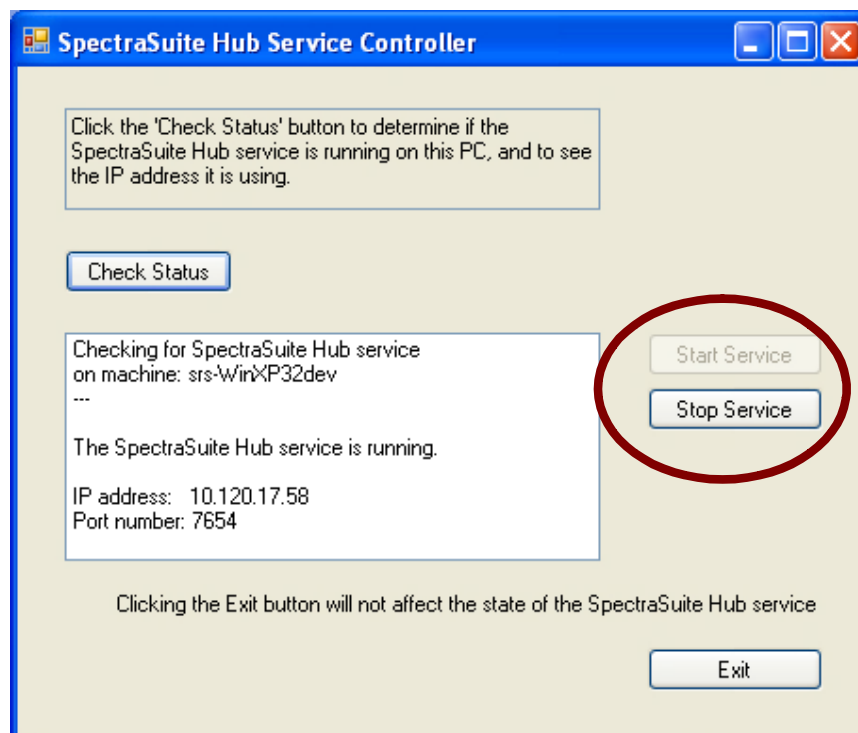 SpectraSuite Hub Service Controller
Click the 'Check Status' button to determine if the
SpectraSuite Hub service is running on this PC, and to see
the IP address it is using.
Check Status
Checking for SpectraSuite Hub service
on machine: srs-WinXP32dev
---
The SpectraSuite Hub service is running.
IP address: 10.120.17.58
Port number: 7654
Start Service
Stop Service
Clicking the Exit button will not affect the state of the SpectraSuite Hub service
Exit